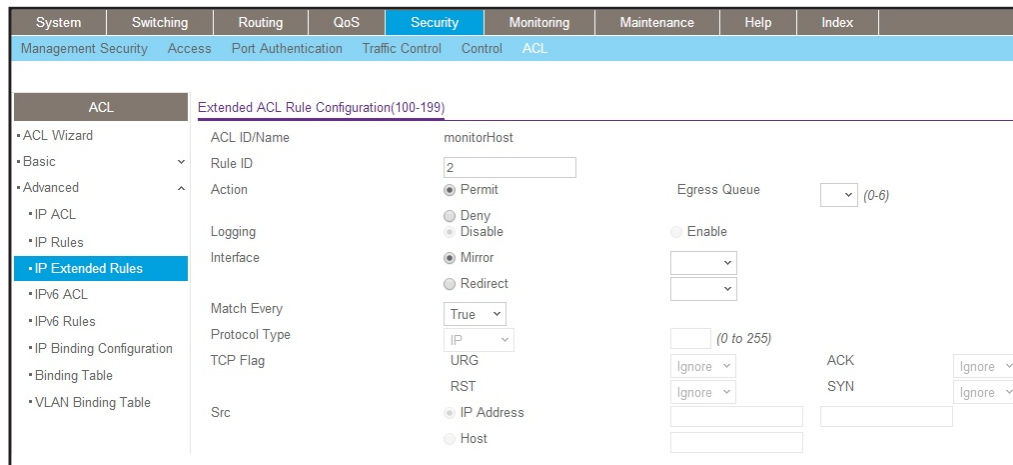 System Switching Routing QoS Security Monitoring Maintenance Help Index
Management Security Access Port Authentication Traffic Control Control ACL
ACL
ACL Wizard
Basic
Advanced
IP ACL
IP Rules
IP Extended Rules
IPv6 ACL
IPv6 Rules
IP Binding Configuration
Binding Table
VLAN Binding Table
Extended ACL Rule Configuration(100-199)
ACL ID/Name monitorHost
Rule ID 2
Action Permit Egress Queue (0-6)
Deny
Logging Disable Enable
Interface Mirror
Redirect
Match Every True
Protocol Type IP (0 to 255)
TCP Flag URG Ignore ACK Ignore
RST Ignore SYN Ignore
Src IP Address
Host